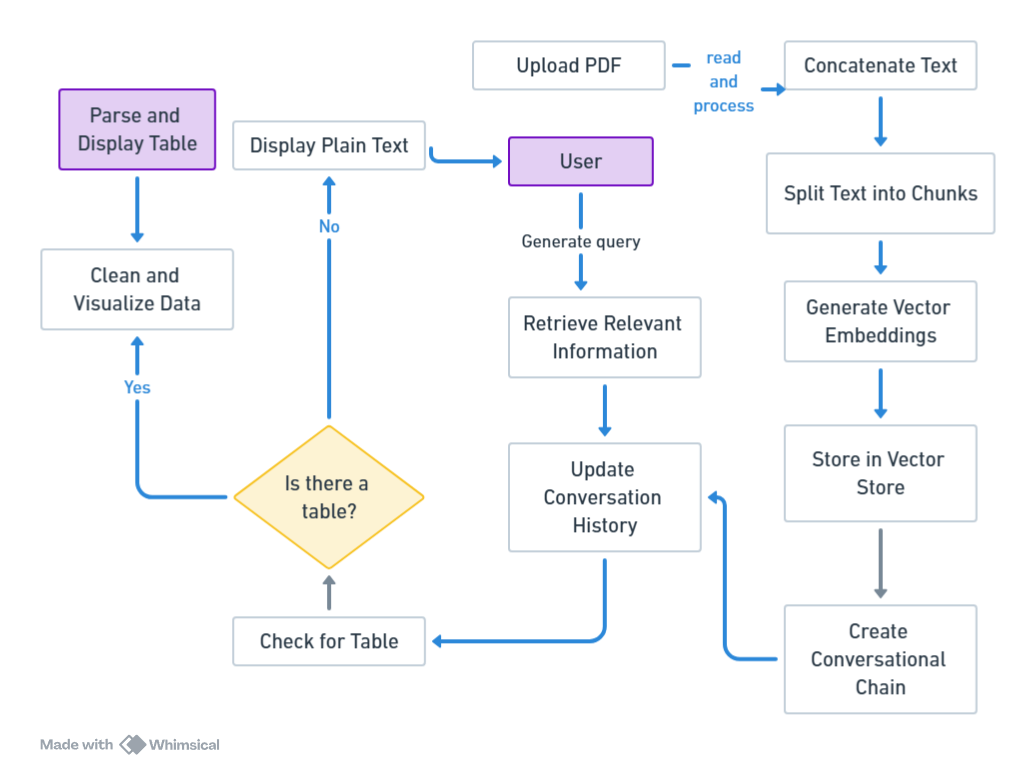 Upload PDF
read
and
process
Concatenate Text
Parse and
Display Table
Display Plain Text
User
Split Text into Chunks
No
Generate query
Clean and
Visualize Data
Retrieve Relevant
Information
Generate Vector
Embeddings
Yes
Is there a
table?
Update
Conversation
History
Store in Vector
Store
Check for Table
Create
Conversational
Chain
Made with Whimsical